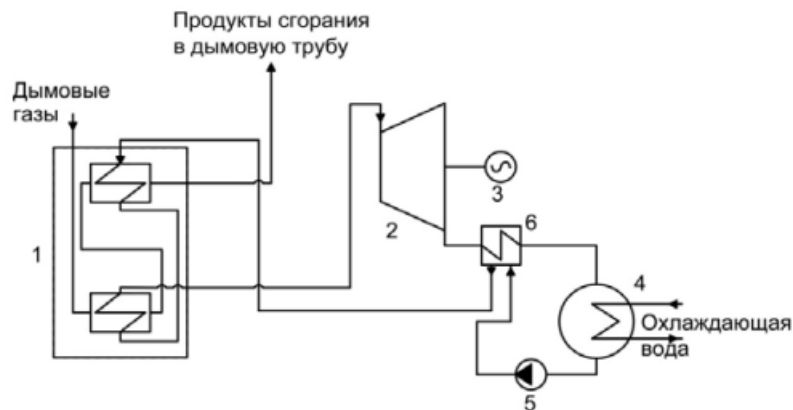 Продукты сгорания
в дымовую трубу
Дымовые
газы
1
2
3
6
4
Охлаждающая
вода
5